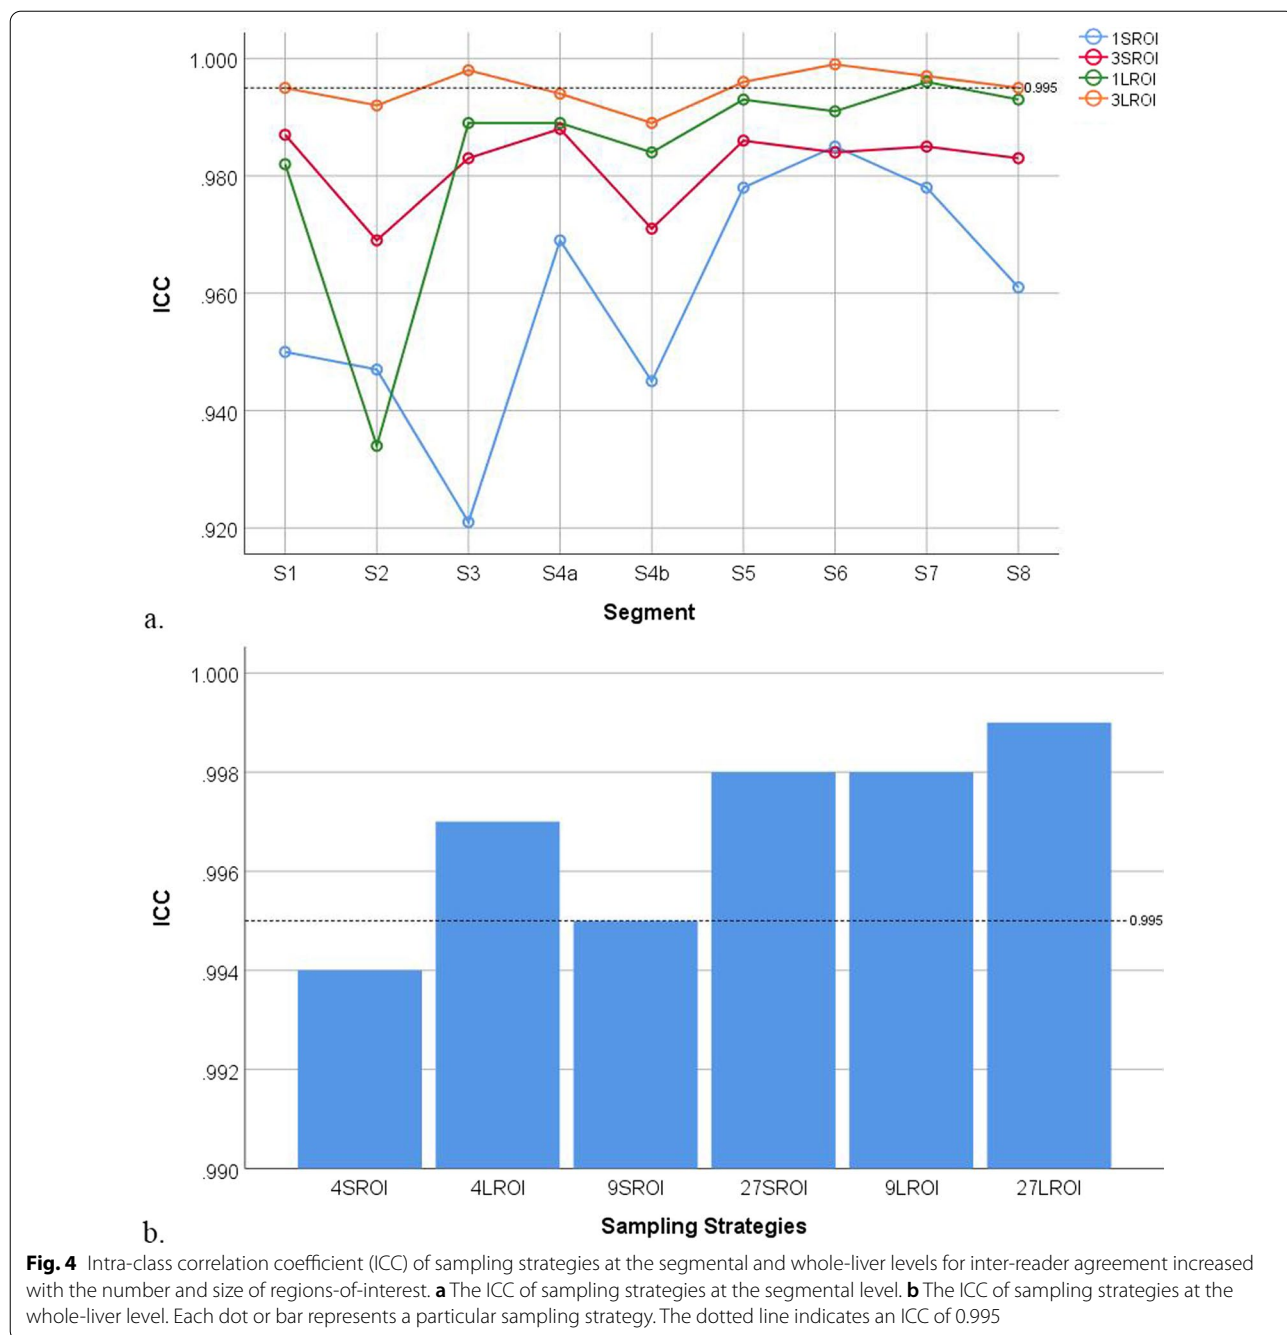 1.000
.980
.960
.940
.920
ICC
0.995
1SROI
3SROI
1LROI
3LROI
S1 S2 S3 S4a S4b S5 S6 S7 S8
Segment
a.
1.000
.998
.996
.994
.992
.990
ICC
0.995
4SROI 4LROI 9SROI 27SROI 9LROI 27LROI
Sampling Strategies
b.
Fig. 4 Intra-class correlation coefficient (ICC) of sampling strategies at the segmental and whole-liver levels for inter-reader agreement increased
with the number and size of regions-of-interest. a The ICC of sampling strategies at the segmental level. b The ICC of sampling strategies at the
whole-liver level. Each dot or bar represents a particular sampling strategy. The dotted line indicates an ICC of 0.995